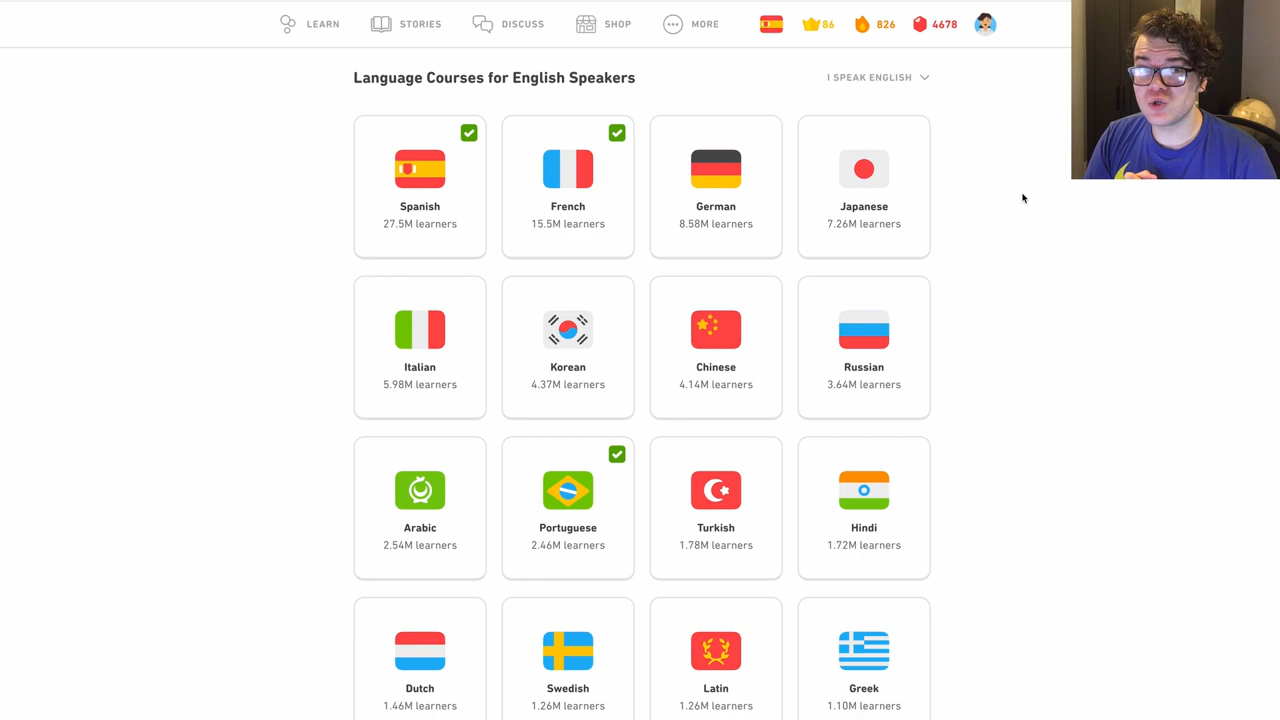 LEARN STORIES DISCUSS SHOP MORE 86 826 4678
Language Courses for English Speakers I SPEAK ENGLISH
Spanish French German Japanese
27.5M learners 15.5M learners 8.58M learners 7.26M learners
Italian Korean Chinese Russian
5.98M learners 4.37M learners 4.14M learners 3.64M learners
Arabic Portuguese Turkish Hindi
2.54M learners 2.46M learners 1.78M learners 1.72M learners
Dutch Swedish Latin Greek
1.46M learners 1.26M learners 1.26M learners 1.10M learners